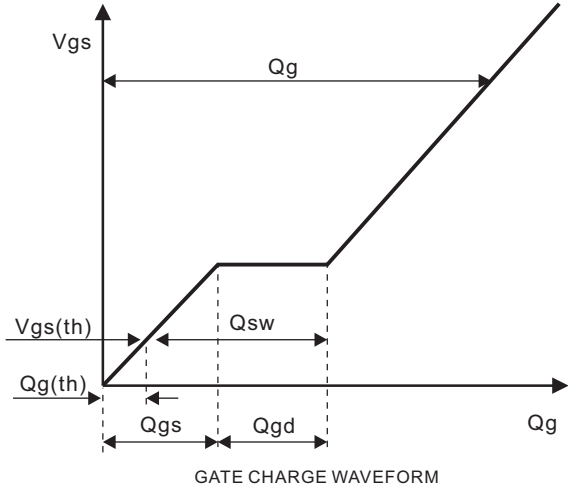 Vgs
Qg
Vgs(th)
Qsw
Qg(th)
Qgs
Qgd
Qg
GATE CHARGE WAVEFORM